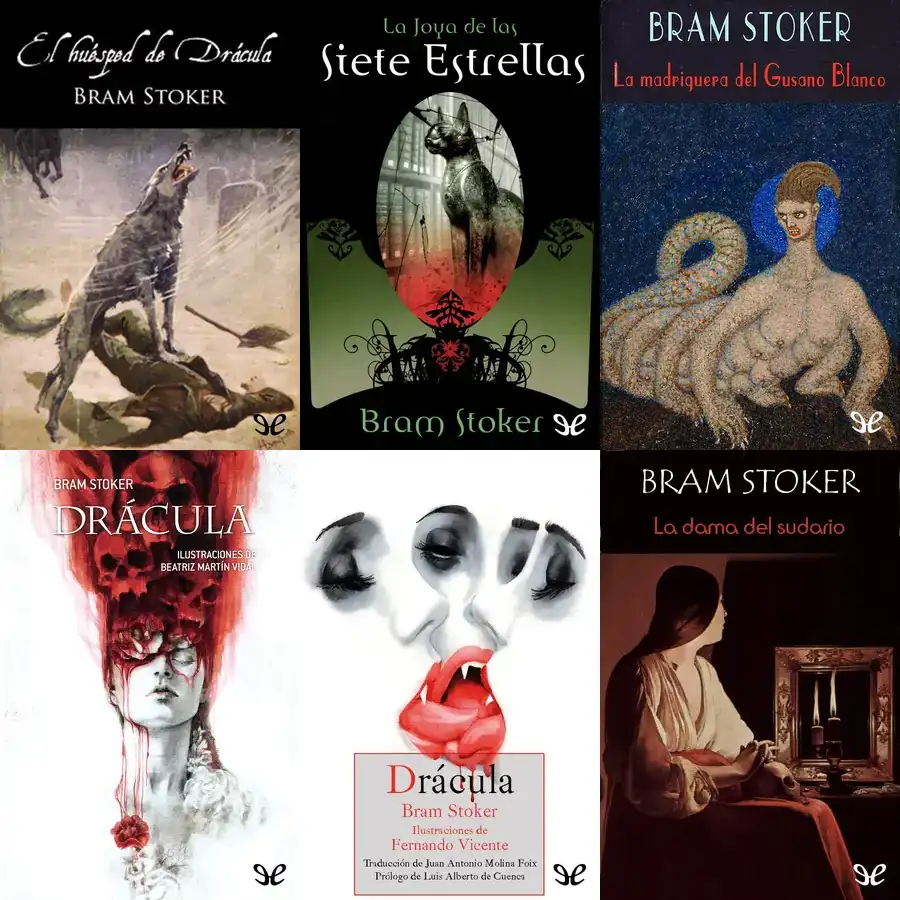 El huésped de Drácula
BRAM STOKER
La Joya de las
Siete Estrellas
Bram Stoker
BRAM STOKER
La madriguera del Gusano Blanco
BRAM STOKER
DRÁCULA
ILUSTRACIONES DE
BEATRIZ MARTÍN VIDAL
Drácula
Bram Stoker
Ilustraciones de
Fernando Vicente
Traducción de Juan Antonio Molina Foix
Prólogo de Luis Alberto de Cuenca
BRAM STOKER
La dama del sudario